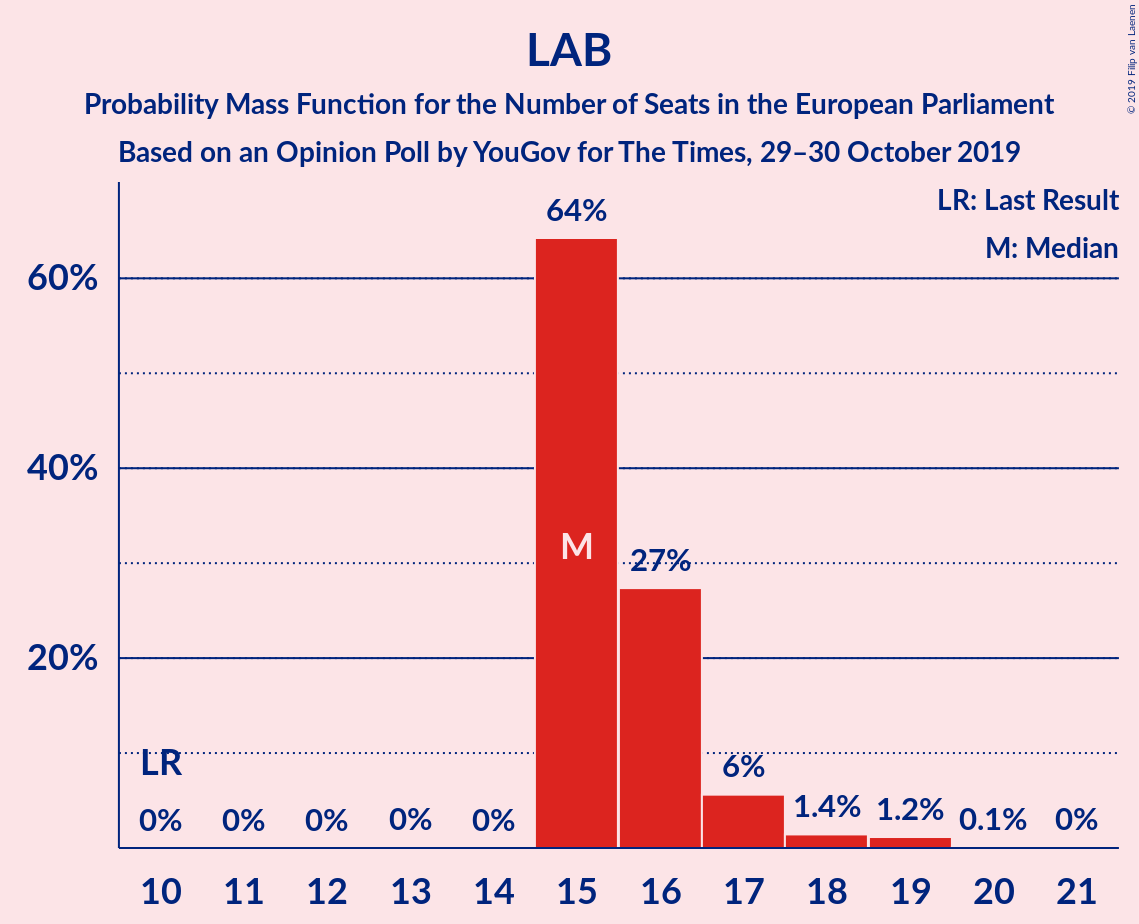 LAB
Probability Mass Function for the Number of Seats in the European Parliament
Based on an Opinion Poll by YouGov for The Times, 29–30 October 2019
© 2019 Filip van Laenen
LR: Last Result
M: Median
64%
60%
40%
M
27%
20%
LR
6%
0% 0% 0% 0% 0% 1.4% 1.2% 0.1% 0%
10 11 12 13 14 15 16 17 18 19 20 21